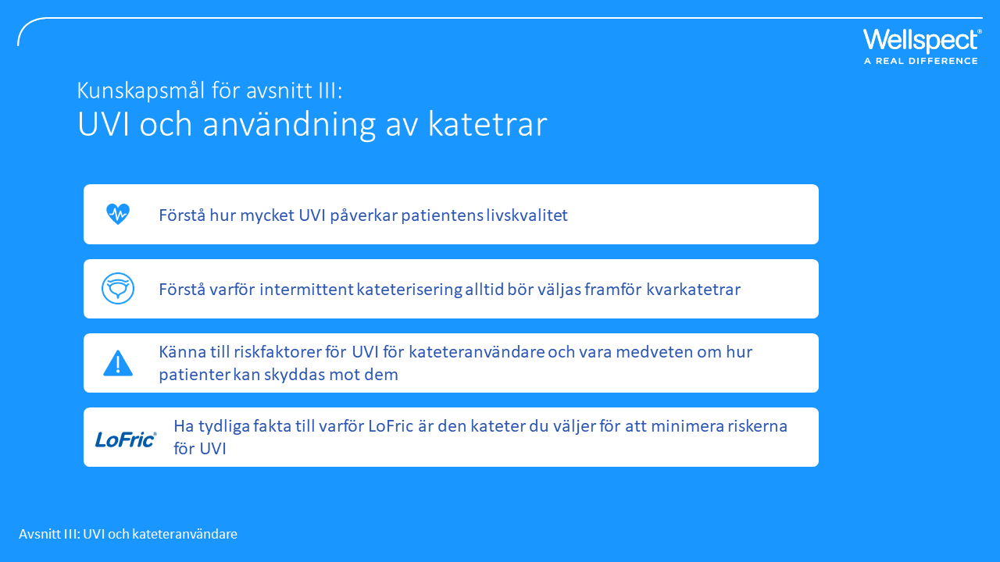 Wellspect®
A REAL DIFFERENCE
Kunskapsmål för avsnitt III:
UVI och användning av katetrar
Förstå hur mycket UVI påverkar patientens livskvalitet
Förstå varför intermittent kateterisering alltid bör väljas framför kvarkatetrar
Känna till riskfaktorer för UVI för kateteranvändare och vara medveten om hur
patienter kan skyddas mot dem
LoFric®
Ha tydliga fakta till varför LoFric är den kateter du väljer för att minimera riskerna
för UVI
Avsnitt III: UVI och kateteranvändare